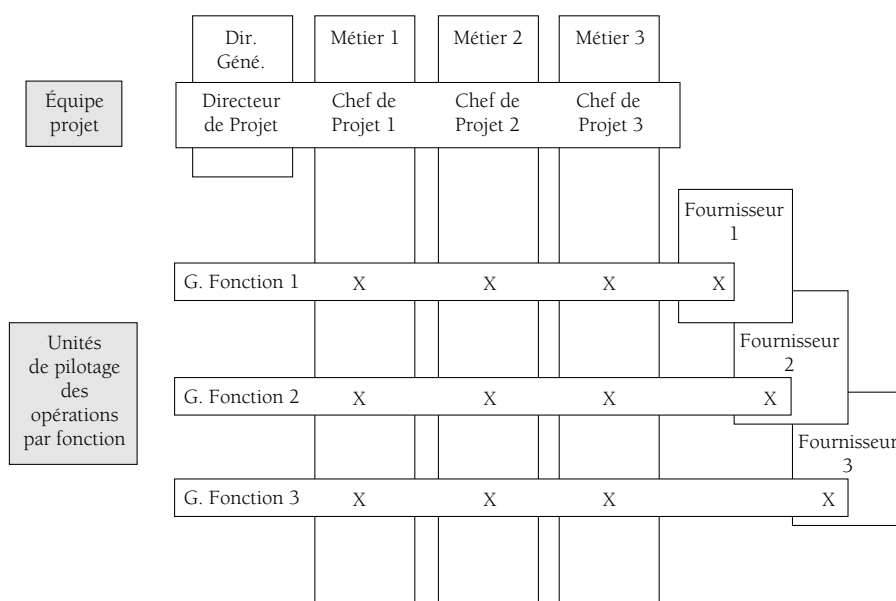 Dir.
Géné.
Métier 1
Métier 2
Métier 3
Équipe
projet
Directeur
de Projet
Chef de
Projet 1
Chef de
Projet 2
Chef de
Projet 3
Fournisseur
1
G. Fonction 1 X X X X
Unités
de pilotage
des
opérations
par fonction
Fournisseur
2
G. Fonction 2 X X X X
Fournisseur
3
G. Fonction 3 X X X X